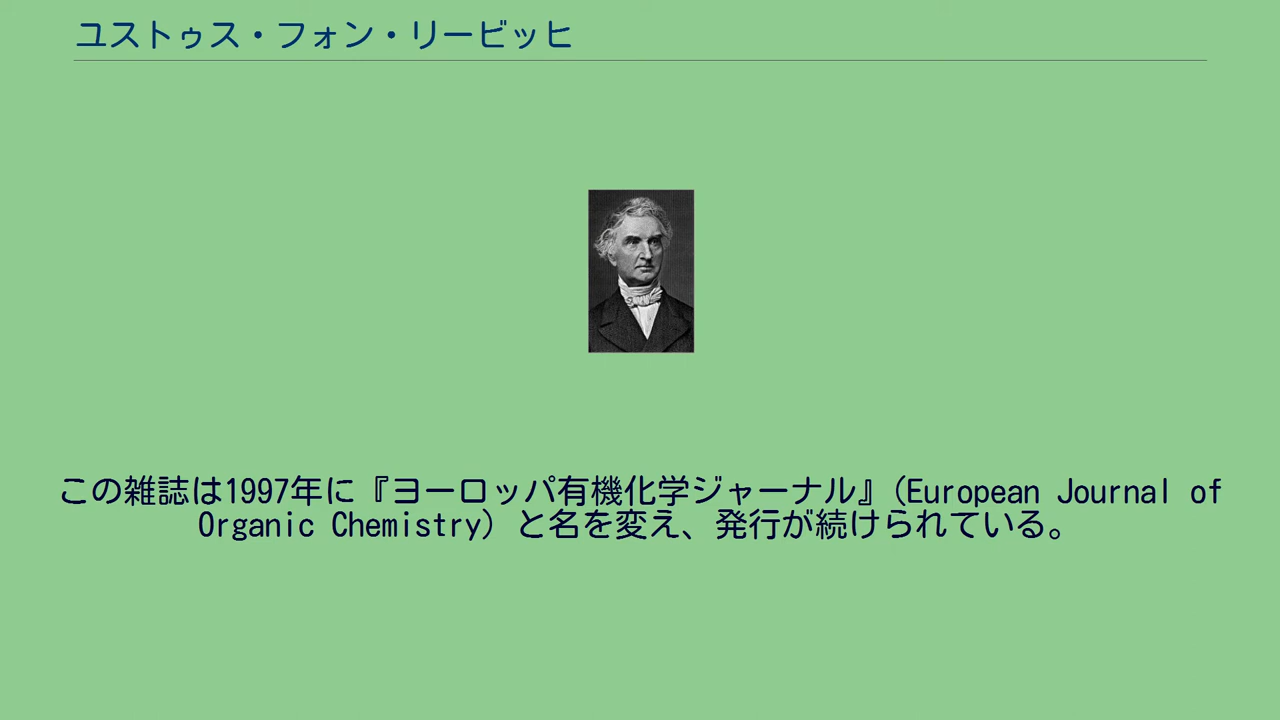 ユストゥス・フォン・リービッヒ
この雑誌は1997年に『ヨーロッパ有機化学ジャーナル』(European Journal of
Organic Chemistry) と名を変え、発行が続けられている。